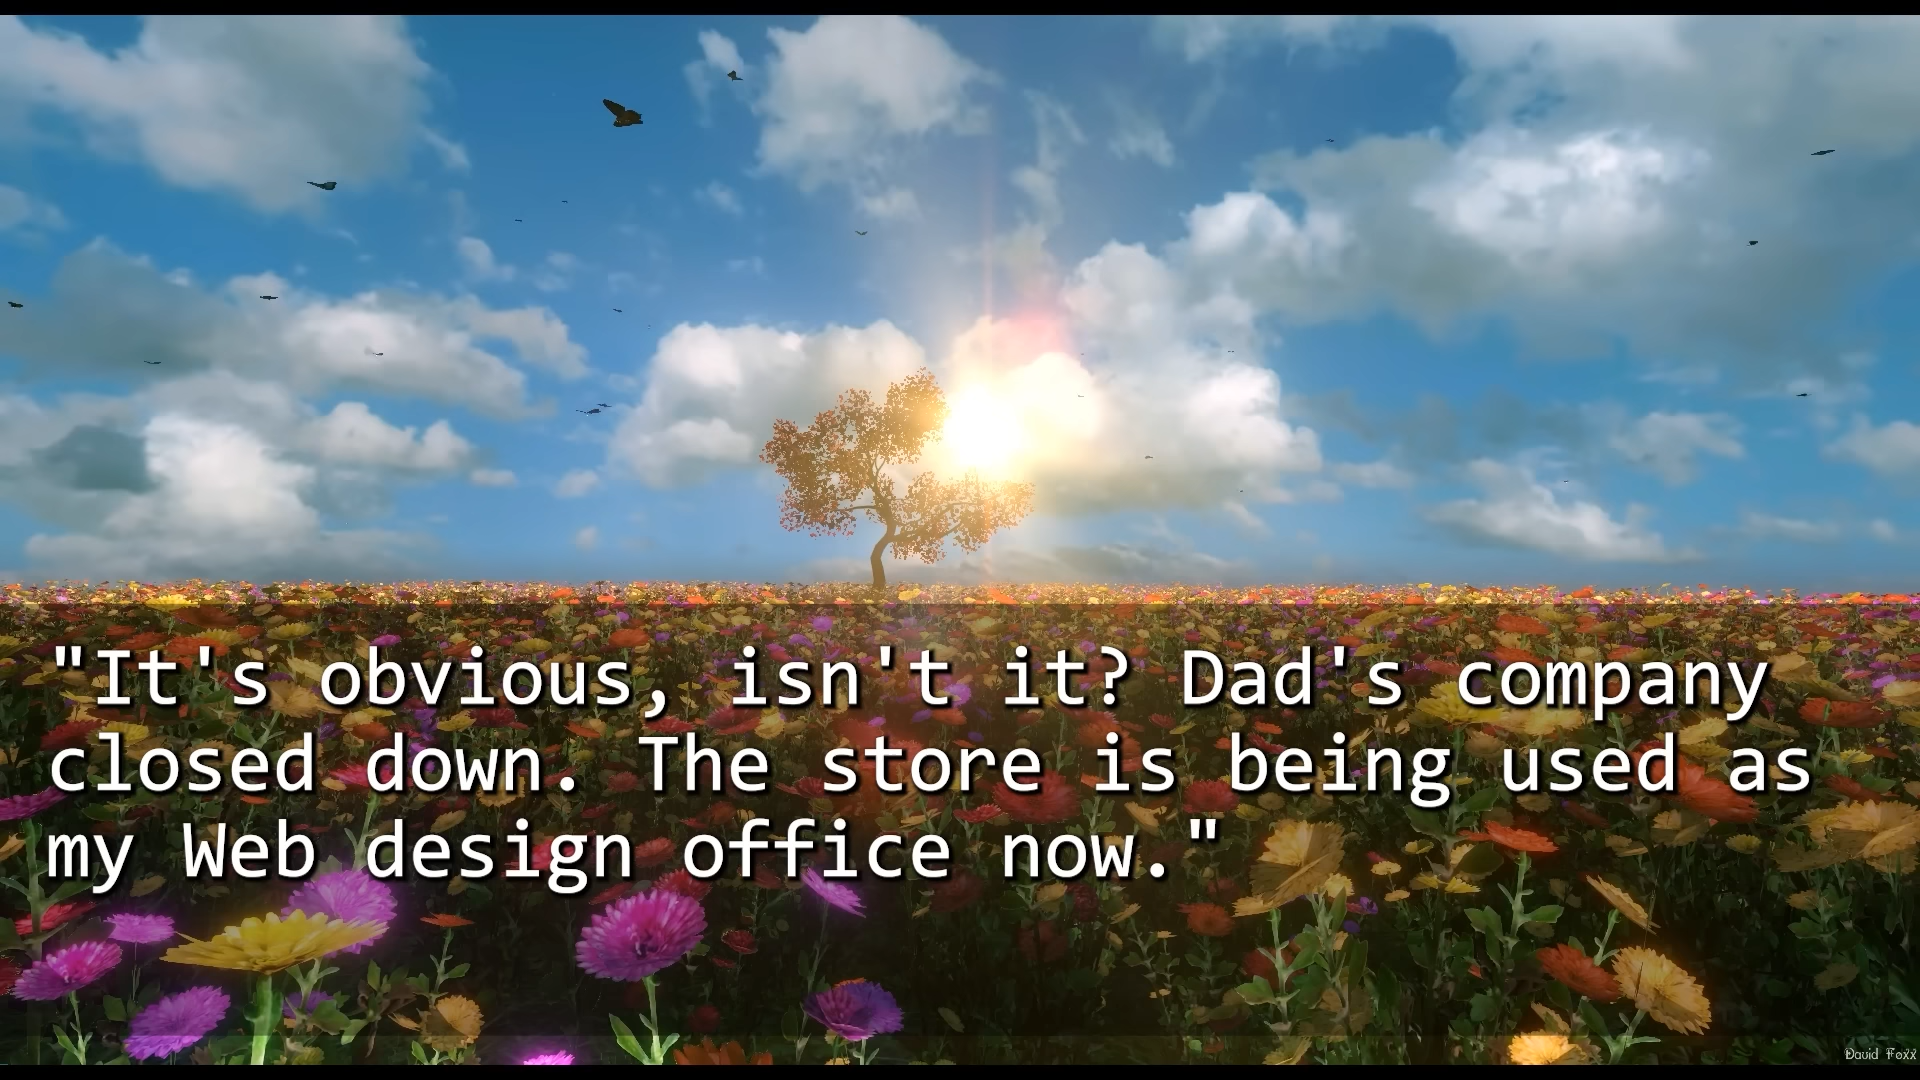 "It's obvious, isn't it? Dad's company
closed down. The store is being used as
my Web design office now."
David Foxx